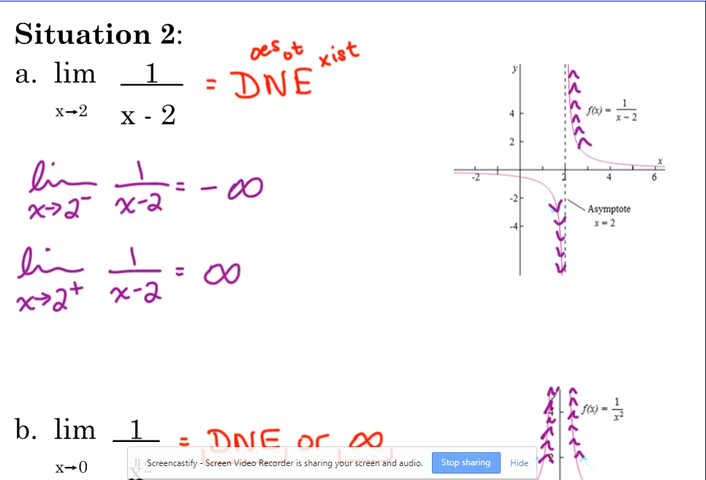 Situation 2:
a. lim 1 = DNE oes ot xist
x→2 x - 2
lim 1 = - ∞
x→2⁻ x-2
lim 1 = ∞
x→2⁺ x-2
y
4
2
-2
-4
-2 2 4 6 x
f(x) = 1
x − 2
Asymptote
x = 2
b. lim 1 = DNE or ∞
x→0
f(x) = 1
x²
Screencastify - Screen Video Recorder is sharing your screen and audio. Stop sharing Hide